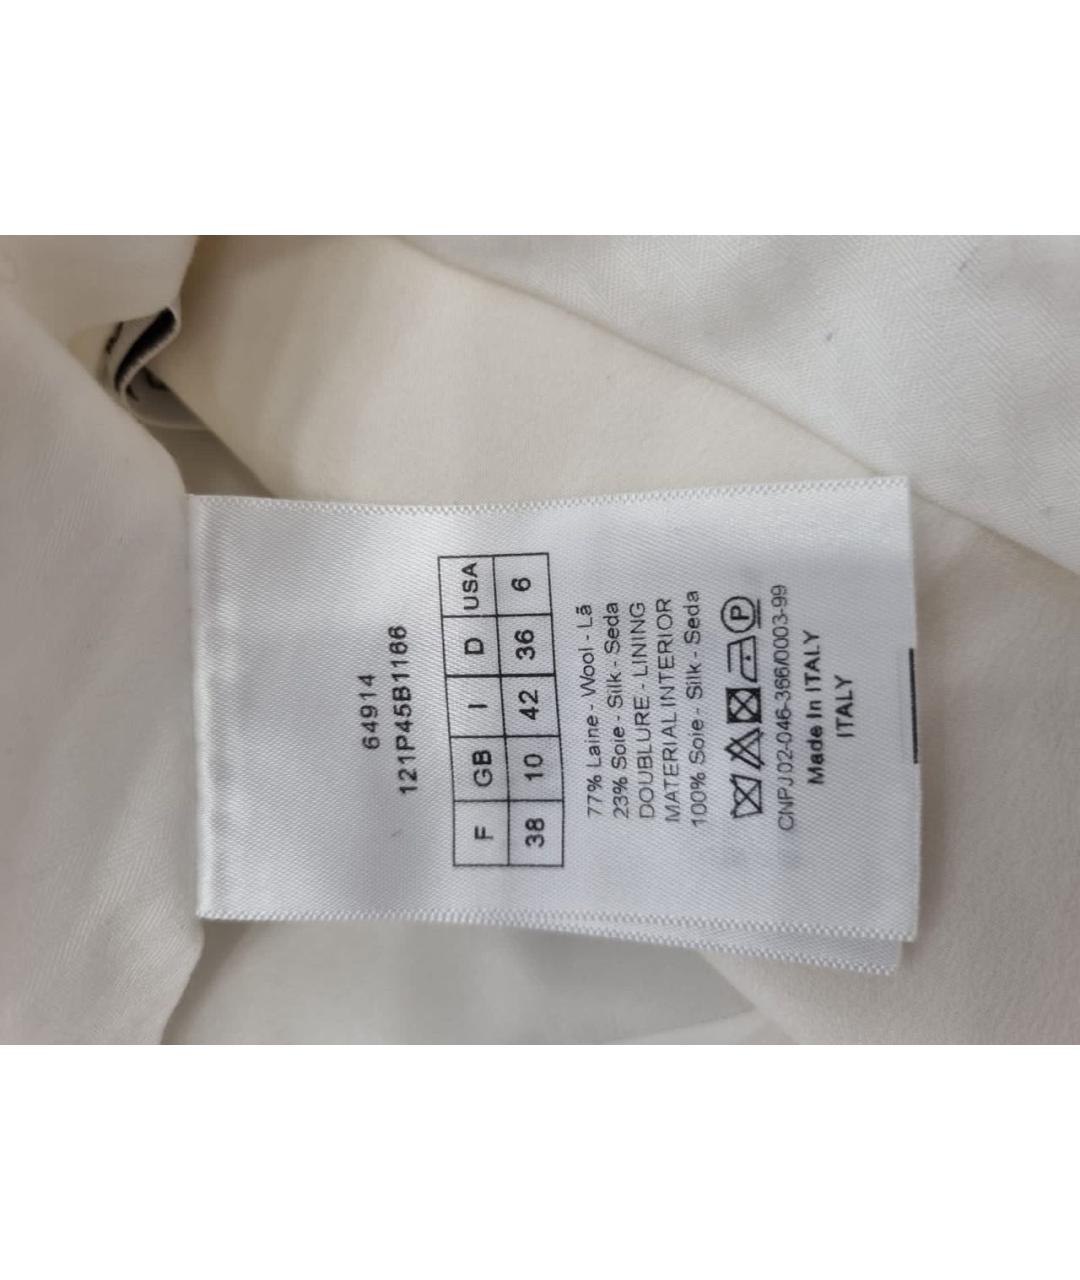 64914
121P45B1166
F GB I D USA
38 10 42 36 6
77% Laine - Wool - Lã
23% Soie - Silk - Seda
DOUBLURE - LINING
MATERIAL INTERIOR
100% Soie - Silk - Seda
P
CNPJ 02-046-366/0003-99
Made In ITALY
ITALY